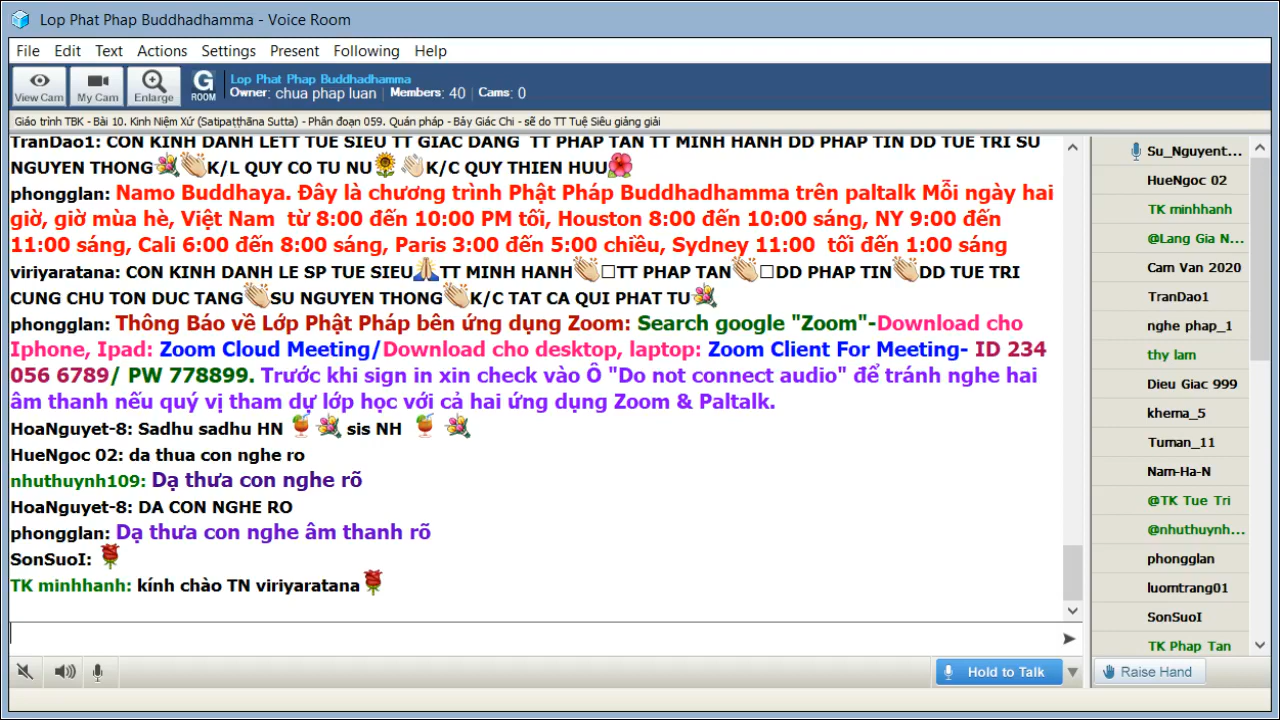 Lop Phat Phap Buddhadhamma - Voice Room
File Edit Text Actions Settings Present Following Help
View Cam My Cam Enlarge G ROOM
Lop Phat Phap Buddhadhamma
Owner: chua phap luan Members: 40 Cams: 0
Giáo trình TBK - Bài 10. Kinh Niệm Xứ (Satipaṭṭhāna Sutta) - Phân đoạn 059. Quán pháp - Bảy Giác Chi - sẽ do TT Tuệ Siêu giảng giải
TranDao1: CON KINH DANH LETT TUE SIEU TT GIAC DANG TT PHAP TAN TT MINH HANH DD PHAP TIN DD TUE TRI SU
NGUYEN THONG K/L QUY CO TU NU K/C QUY THIEN HUU
phongglan: Namo Buddhaya. Đây là chương trình Phật Pháp Buddhadhamma trên paltalk Mỗi ngày hai
giờ, giờ mùa hè, Việt Nam từ 8:00 đến 10:00 PM tối, Houston 8:00 đến 10:00 sáng, NY 9:00 đến
11:00 sáng, Cali 6:00 đến 8:00 sáng, Paris 3:00 đến 5:00 chiều, Sydney 11:00 tối đến 1:00 sáng
viriyaratana: CON KINH DANH LE SP TUE SIEU TT MINH HANH TT PHAP TAN DD PHAP TIN DD TUE TRI
CUNG CHU TON DUC TANG SU NGUYEN THONG K/C TAT CA QUI PHAT TU
phongglan: Thông Báo về Lớp Phật Pháp bên ứng dụng Zoom: Search google "Zoom"-Download cho
Iphone, Ipad: Zoom Cloud Meeting/Download cho desktop, laptop: Zoom Client For Meeting- ID 234
056 6789/ PW 778899. Trước khi sign in xin check vào Ô "Do not connect audio" để tránh nghe hai
âm thanh nếu quý vị tham dự lớp học với cả hai ứng dụng Zoom & Paltalk.
HoaNguyet-8: Sadhu sadhu HN sis NH
HueNgoc 02: da thua con nghe ro
nhuthuynh109: Dạ thưa con nghe rõ
HoaNguyet-8: DA CON NGHE RO
phongglan: Dạ thưa con nghe âm thanh rõ
SonSuoI:
TK minhhanh: kính chào TN viriyaratana
Hold to Talk
Su_Nguyent...
HueNgoc 02
TK minhhanh
@Lang Gia N...
Cam Van 2020
TranDao1
nghe phap_1
thy lam
Dieu Giac 999
khema_5
Tuman_11
Nam-Ha-N
@TK Tue Tri
@nhuthuynh...
phongglan
luomtrang01
SonSuoI
TK Phap Tan
Raise Hand